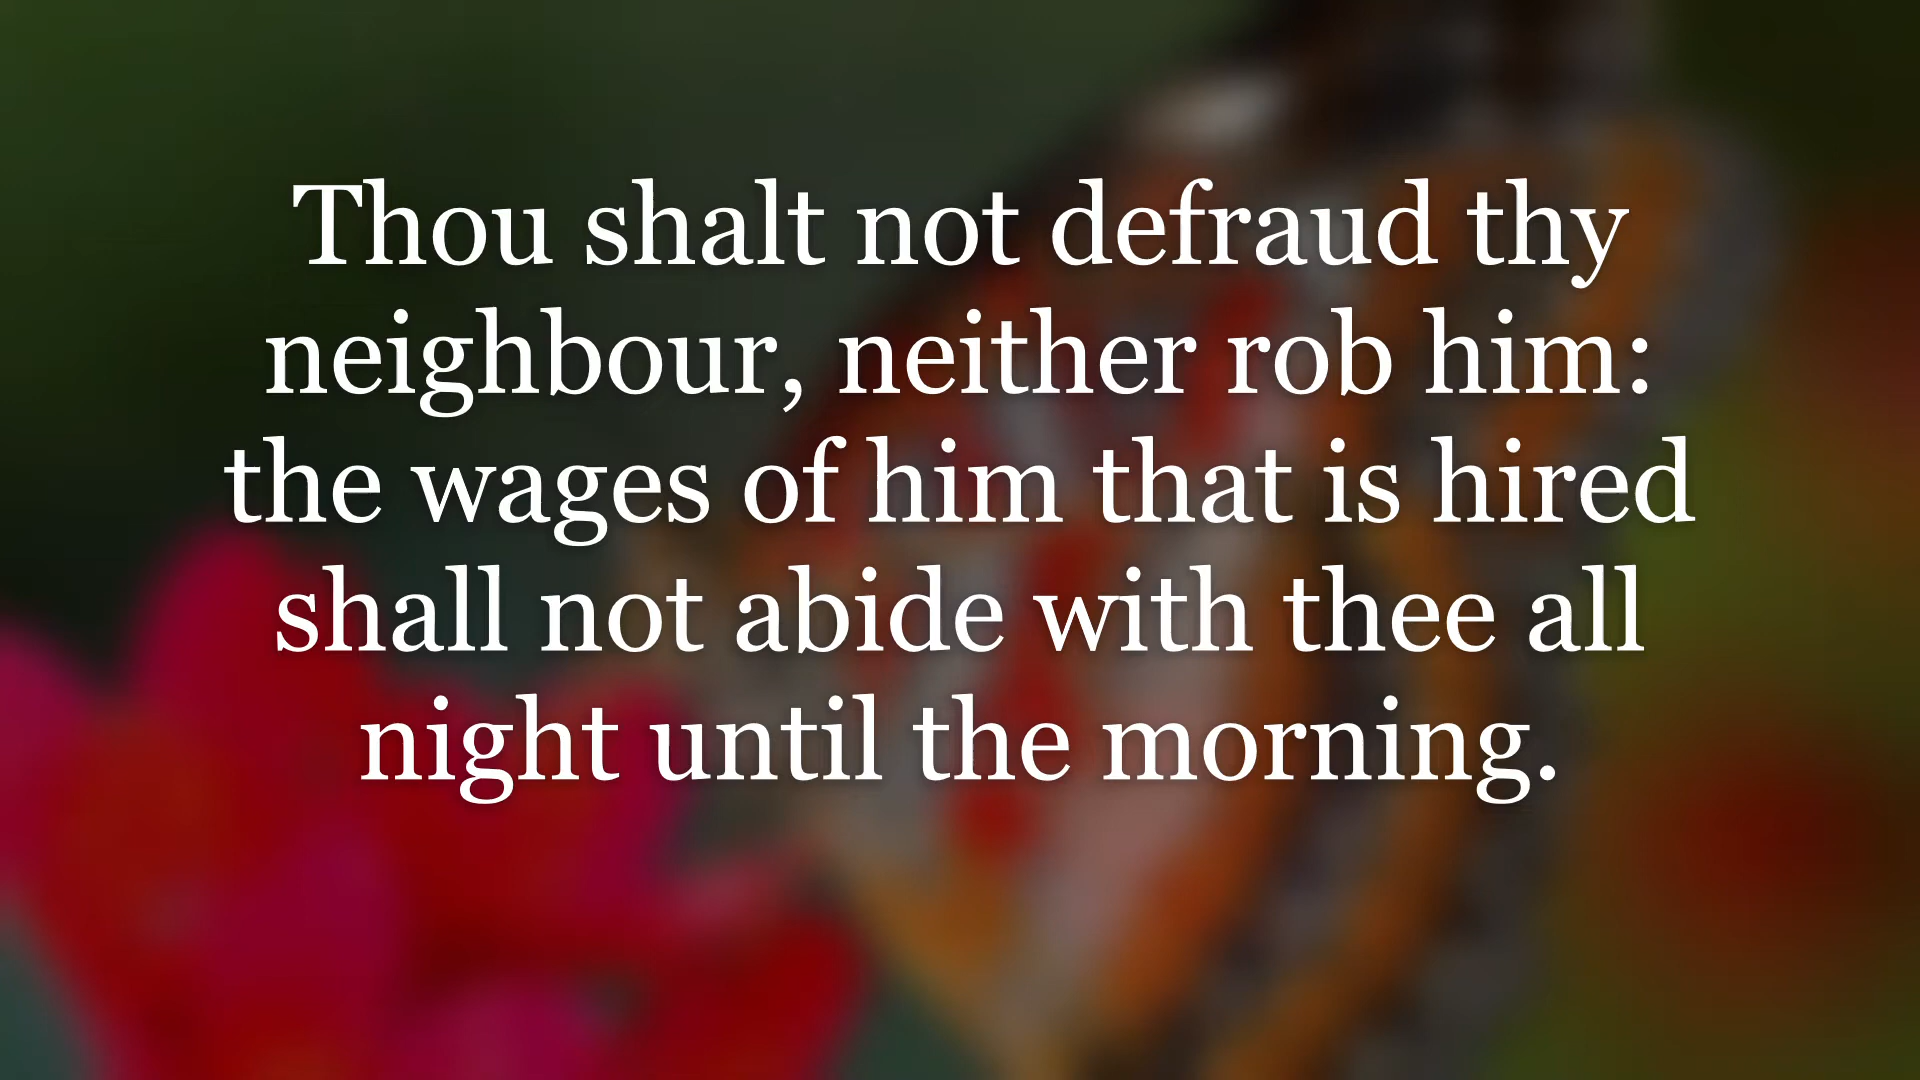 Thou shalt not defraud thy
neighbour, neither rob him:
the wages of him that is hired
shall not abide with thee all
night until the morning.